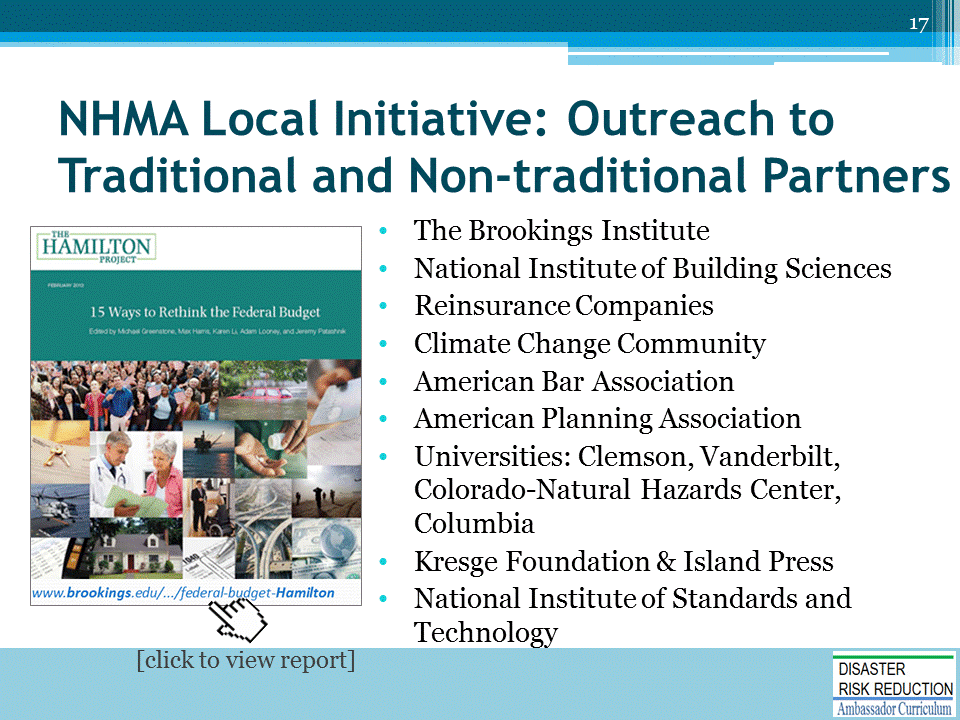 17
NHMA Local Initiative: Outreach to
Traditional and Non-traditional Partners
THE
HAMILTON
PROJECT
FEBRUARY 2013
15 Ways to Rethink the Federal Budget
Edited by Michael Greenstone, Max Harris, Karen Li, Adam Looney, and Jeremy Patashnik
1040
www.brookings.edu/.../federal-budget-Hamilton
[click to view report]
• The Brookings Institute
• National Institute of Building Sciences
• Reinsurance Companies
• Climate Change Community
• American Bar Association
• American Planning Association
• Universities: Clemson, Vanderbilt,
Colorado-Natural Hazards Center,
Columbia
• Kresge Foundation & Island Press
• National Institute of Standards and
Technology
DISASTER
RISK REDUCTION
Ambassador Curriculum